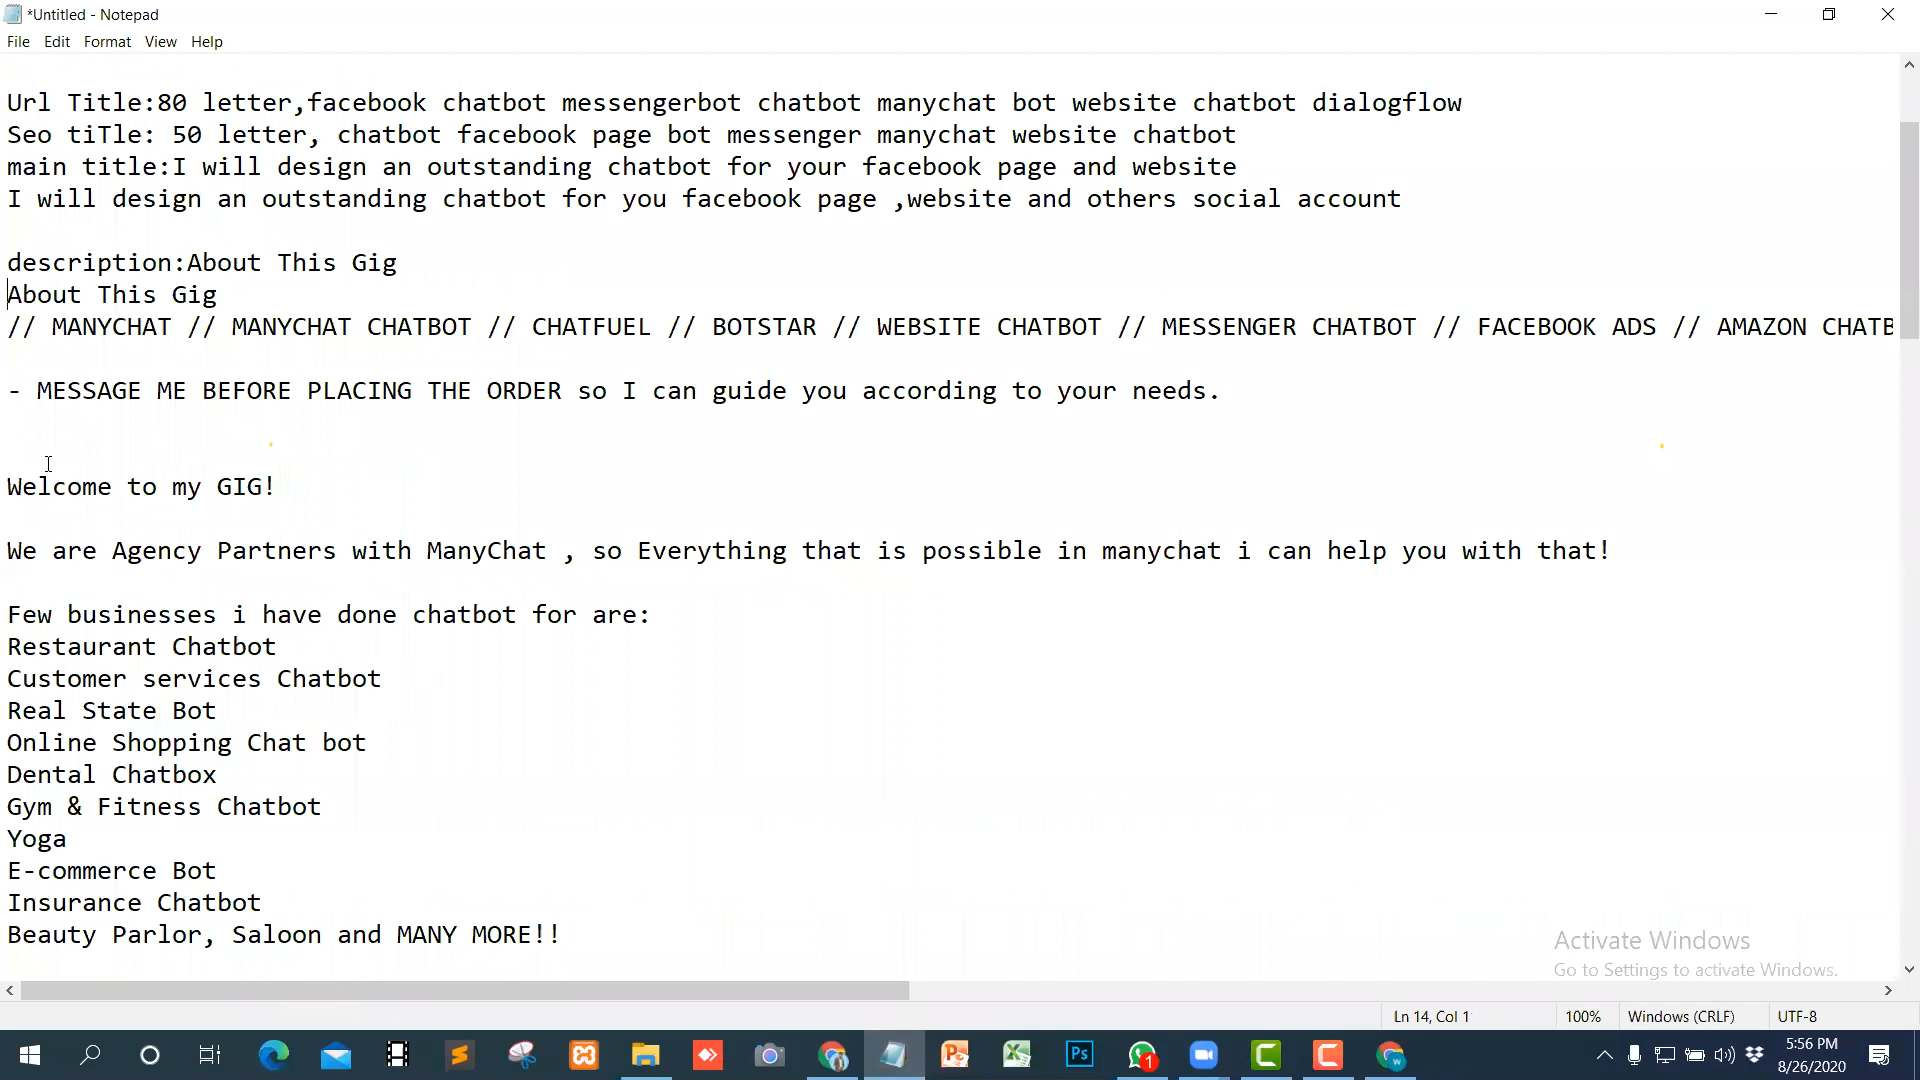 *Untitled - Notepad
File Edit Format View Help
Url Title:80 letter,facebook chatbot messengerbot chatbot manychat bot website chatbot dialogflow
Seo tiTle: 50 letter, chatbot facebook page bot messenger manychat website chatbot
main title:I will design an outstanding chatbot for your facebook page and website
I will design an outstanding chatbot for you facebook page ,website and others social account
description:About This Gig
About This Gig
// MANYCHAT // MANYCHAT CHATBOT // CHATFUEL // BOTSTAR // WEBSITE CHATBOT // MESSENGER CHATBOT // FACEBOOK ADS // AMAZON CHATB
- MESSAGE ME BEFORE PLACING THE ORDER so I can guide you according to your needs.
Welcome to my GIG!
We are Agency Partners with ManyChat , so Everything that is possible in manychat i can help you with that!
Few businesses i have done chatbot for are:
Restaurant Chatbot
Customer services Chatbot
Real State Bot
Online Shopping Chat bot
Dental Chatbox
Gym & Fitness Chatbot
Yoga
E-commerce Bot
Insurance Chatbot
Beauty Parlor, Saloon and MANY MORE!!
Activate Windows
Go to Settings to activate Windows.
Ln 14, Col 1 100% Windows (CRLF) UTF-8
5:56 PM
8/26/2020